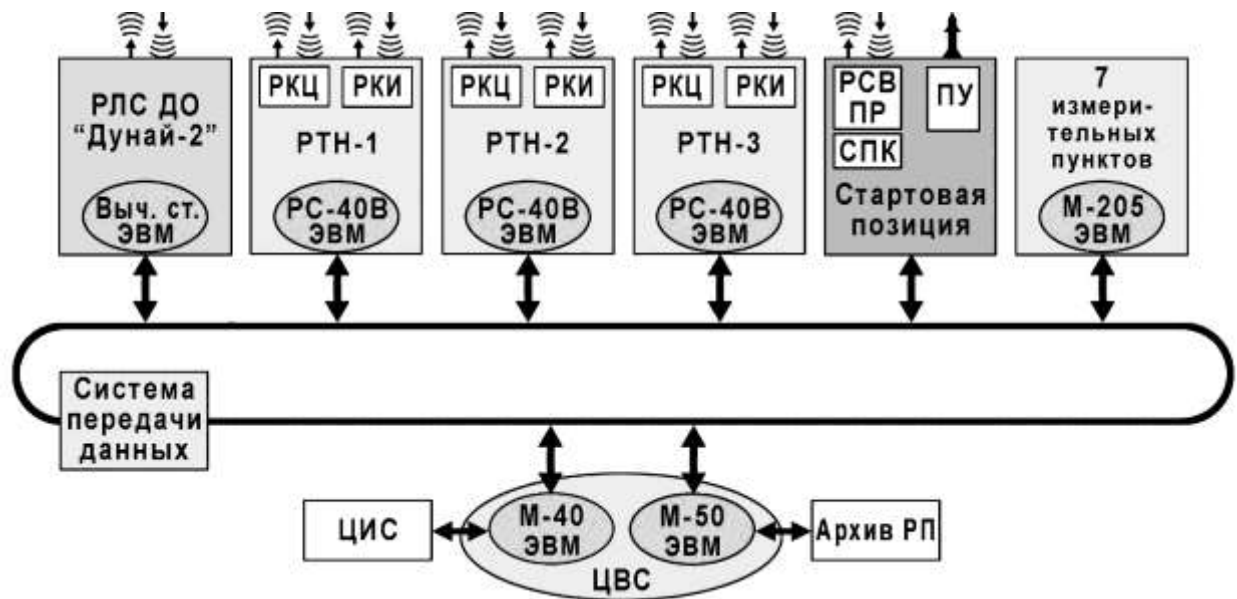 РЛС ДО
“Дунай-2”
Выч. ст.
ЭВМ
РКЦ РКИ
РТН-1
РС-40В
ЭВМ
РКЦ РКИ
РТН-2
РС-40В
ЭВМ
РКЦ РКИ
РТН-3
РС-40В
ЭВМ
РСВ
ПР
ПУ
СПК
Стартовая
позиция
7
измери-
тельных
пунктов
М-205
ЭВМ
Система
передачи
данных
ЦИС
М-40
ЭВМ
М-50
ЭВМ
Архив РП
ЦВС